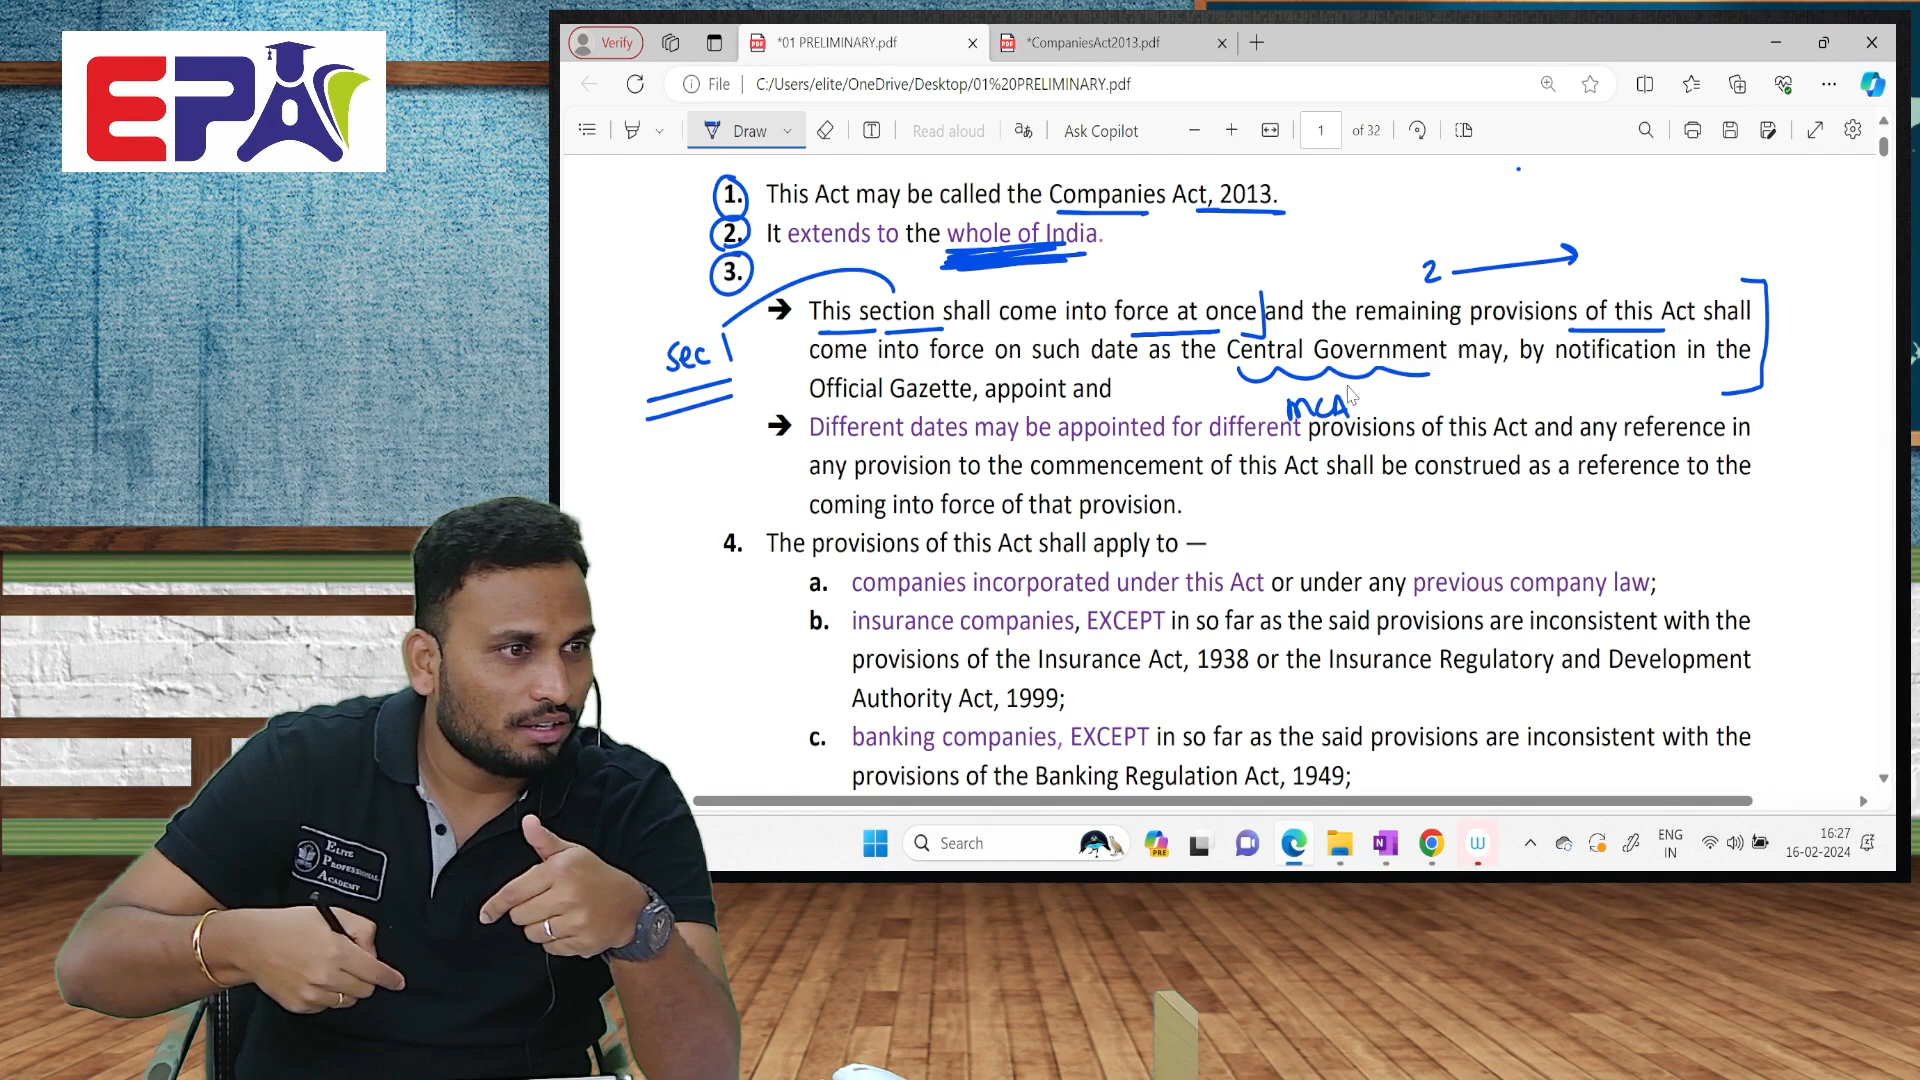 EPA
Verify
*01 PRELIMINARY.pdf
*CompaniesAct2013.pdf
File
C:/Users/elite/OneDrive/Desktop/01%20PRELIMINARY.pdf
Draw
Read aloud
aあ
Ask Copilot
1 of 32
1. This Act may be called the Companies Act, 2013.
2. It extends to the whole of India.
3.
2
→ This section shall come into force at once and the remaining provisions of this Act shall
come into force on such date as the Central Government may, by notification in the
Official Gazette, appoint and
sec 1
MCA
→ Different dates may be appointed for different provisions of this Act and any reference in
any provision to the commencement of this Act shall be construed as a reference to the
coming into force of that provision.
4. The provisions of this Act shall apply to —
a. companies incorporated under this Act or under any previous company law;
b. insurance companies, EXCEPT in so far as the said provisions are inconsistent with the
provisions of the Insurance Act, 1938 or the Insurance Regulatory and Development
Authority Act, 1999;
c. banking companies, EXCEPT in so far as the said provisions are inconsistent with the
provisions of the Banking Regulation Act, 1949;
Search
PRE
W
ENG
IN
16:27
16-02-2024
ELITE
PROFESSIONAL
ACADEMY